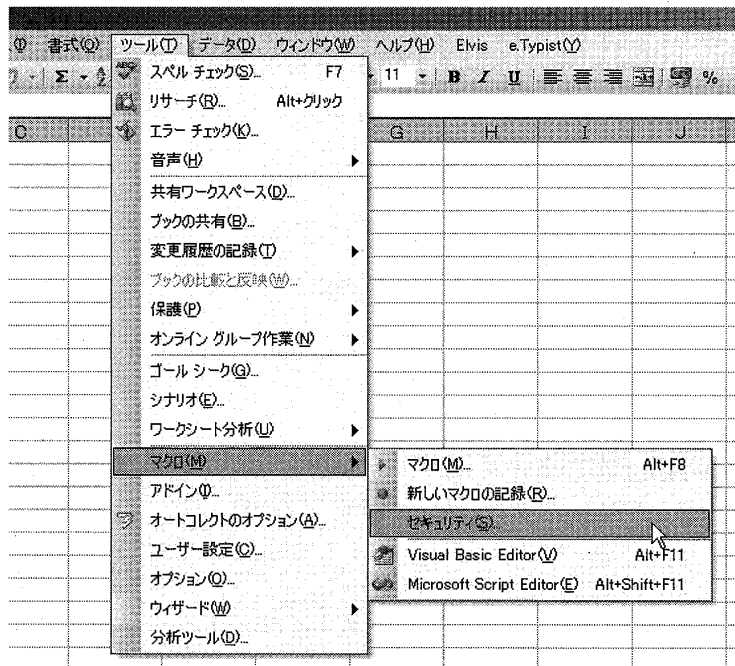 書式(O) ツール(T) データ(D) ウィンドウ(W) ヘルプ(H) Elvis e.Typist(Y)
Σ 11 B I U %
C G H I J
スペル チェック(S)... F7
リサーチ(R)... Alt+クリック
エラー チェック(K)...
音声(H)
共有ワークスペース(D)...
ブックの共有(B)...
変更履歴の記録(T)
ブックの比較と反映(W)...
保護(P)
オンライン グループ作業(N)
ゴール シーク(G)...
シナリオ(E)...
ワークシート分析(U)
マクロ(M)
アドイン(I)...
オートコレクトのオプション(A)...
ユーザー設定(C)...
オプション(O)...
ウィザード(W)
分析ツール(D)...
マクロ(M)... Alt+F8
新しいマクロの記録(R)...
セキュリティ(S)...
Visual Basic Editor(V) Alt+F11
Microsoft Script Editor(E) Alt+Shift+F11